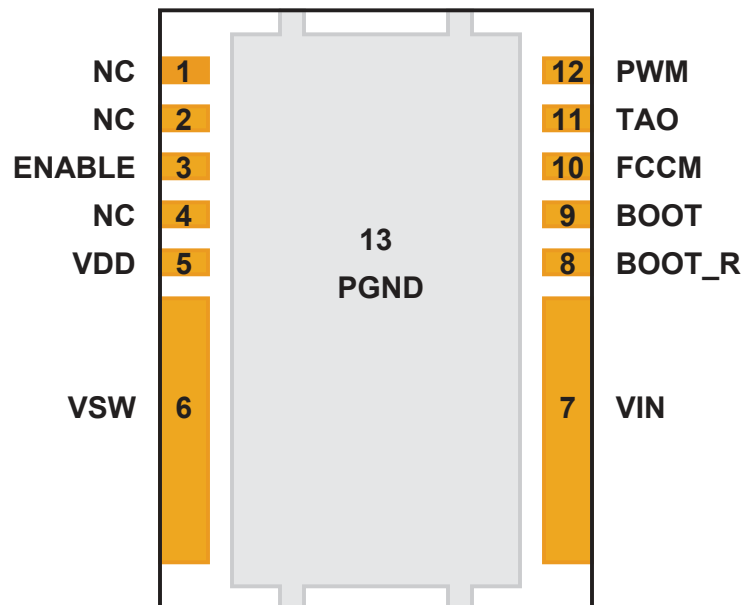 NC 1 12 PWM
NC 2 11 TAO
ENABLE 3 10 FCCM
NC 4 9 BOOT
13
VDD 5 8 BOOT_R
PGND
VSW 6 7 VIN